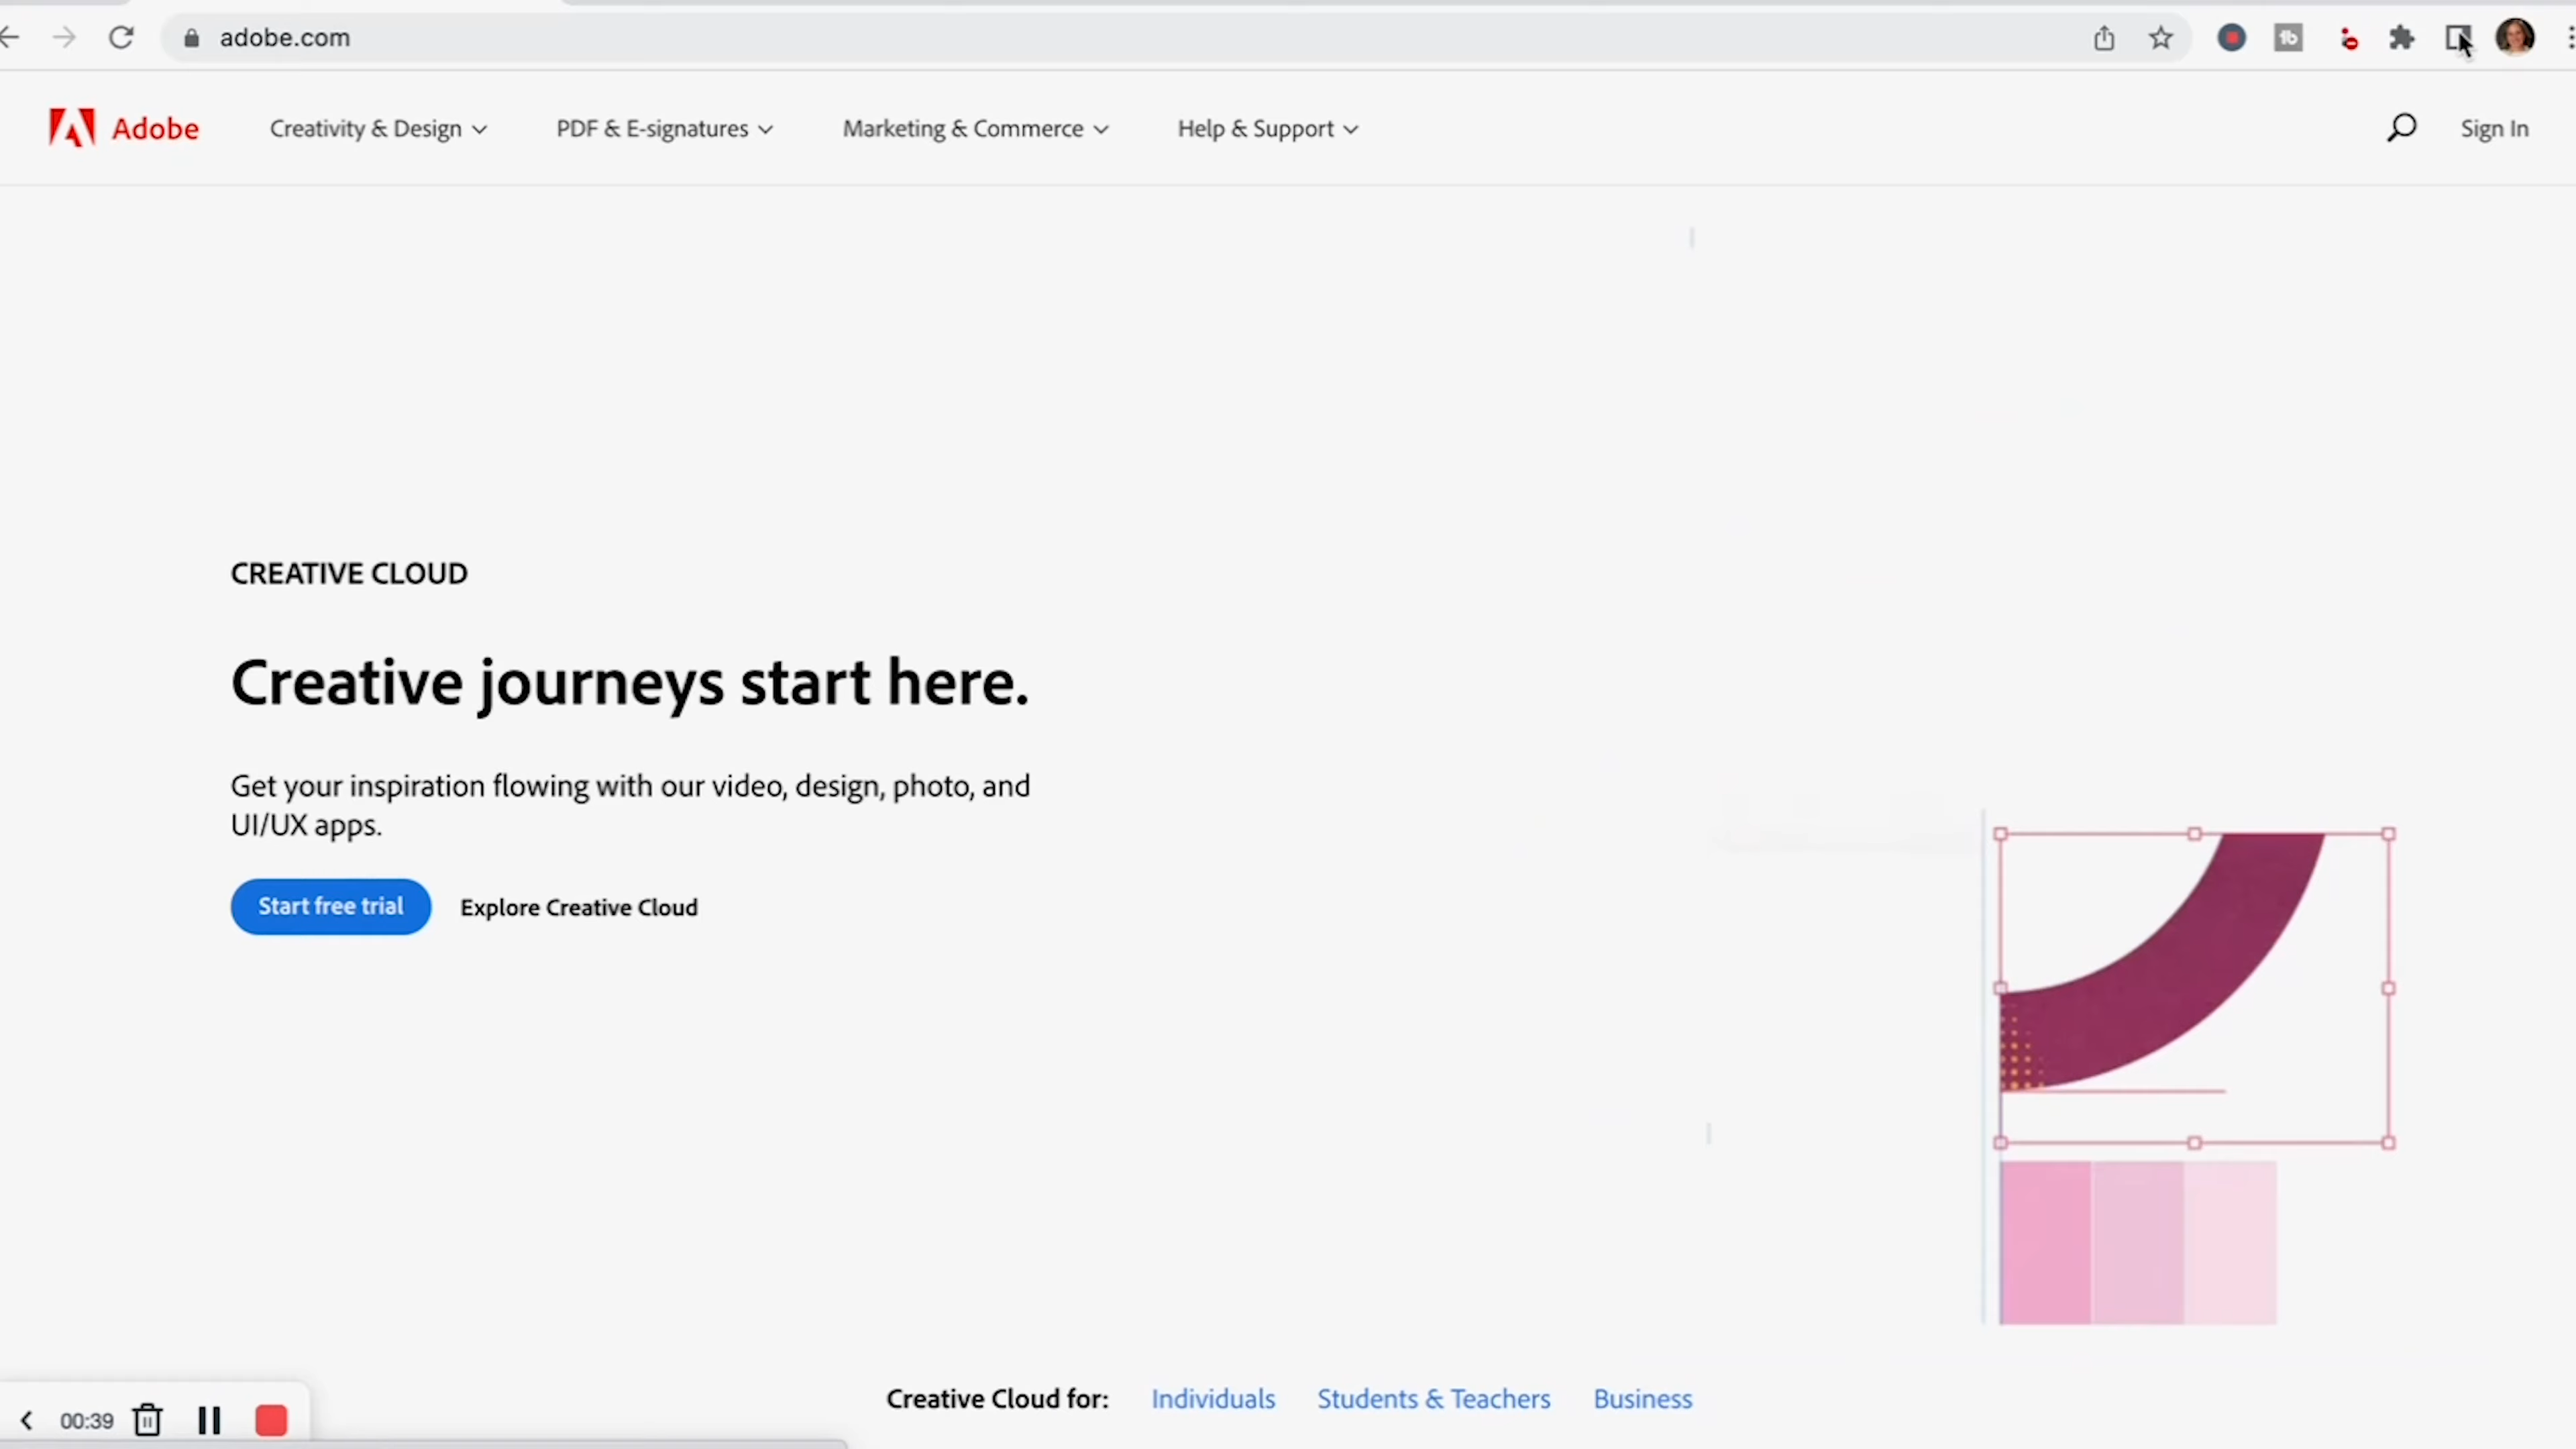 adobe.com
tb
Adobe
Creativity & Design
PDF & E-signatures
Marketing & Commerce
Help & Support
Sign In
CREATIVE CLOUD
Creative journeys start here.
Get your inspiration flowing with our video, design, photo, and
UI/UX apps.
Start free trial
Explore Creative Cloud
Creative Cloud for:
Individuals
Students & Teachers
Business
00:39